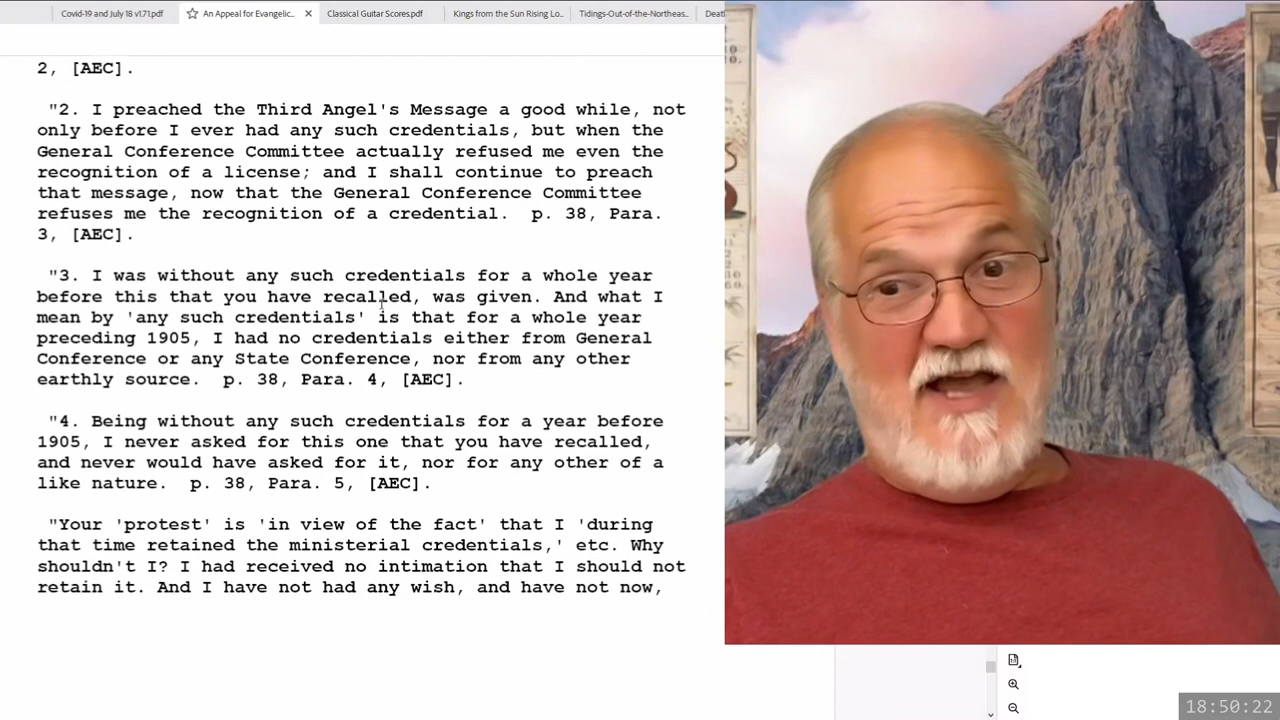 Covid-19 and July 18 v1.71.pdf
An Appeal for Evangelic...
Classical Guitar Scores.pdf
Kings from the Sun Rising Lo...
Tidings-Out-of-the-Northeas...
2, [AEC].
"2. I preached the Third Angel's Message a good while, not
only before I ever had any such credentials, but when the
General Conference Committee actually refused me even the
recognition of a license; and I shall continue to preach
that message, now that the General Conference Committee
refuses me the recognition of a credential.  p. 38, Para.
3, [AEC].
"3. I was without any such credentials for a whole year
before this that you have recalled, was given. And what I
mean by 'any such credentials' is that for a whole year
preceding 1905, I had no credentials either from General
Conference or any State Conference, nor from any other
earthly source.  p. 38, Para. 4, [AEC].
"4. Being without any such credentials for a year before
1905, I never asked for this one that you have recalled,
and never would have asked for it, nor for any other of a
like nature.  p. 38, Para. 5, [AEC].
"Your 'protest' is 'in view of the fact' that I 'during
that time retained the ministerial credentials,' etc. Why
shouldn't I? I had received no intimation that I should not
retain it. And I have not had any wish, and have not now,
18:50:22